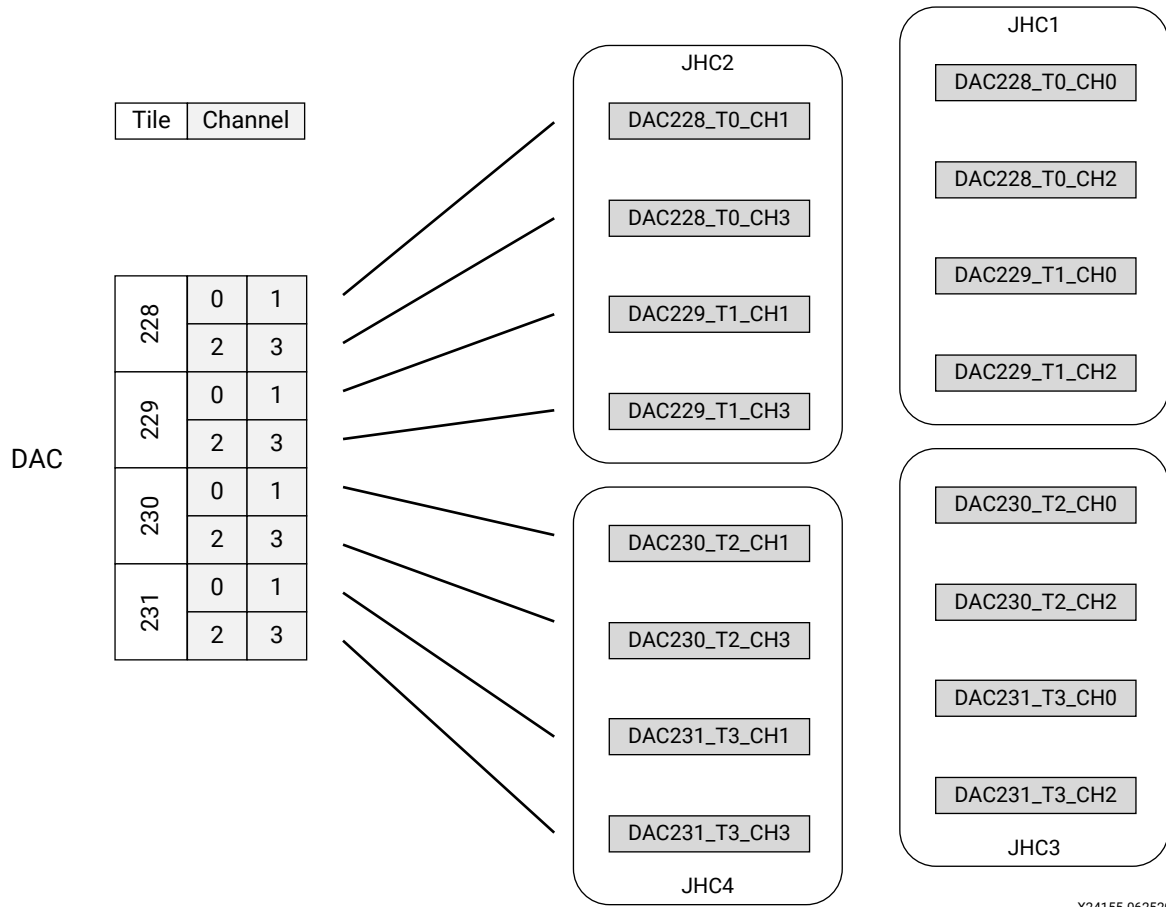 JHC1
JHC2
DAC228_T0_CH0
DAC228_T0_CH1
Tile Channel
DAC228_T0_CH2
DAC228_T0_CH3
DAC229_T1_CH0
DAC229_T1_CH1
DAC229_T1_CH2
DAC229_T1_CH3
228
0 1
2 3
229
0 1
2 3
DAC
230
0 1
2 3
231
0 1
2 3
DAC230_T2_CH0
DAC230_T2_CH1
DAC230_T2_CH2
DAC230_T2_CH3
DAC231_T3_CH0
DAC231_T3_CH1
DAC231_T3_CH2
DAC231_T3_CH3
JHC3
JHC4